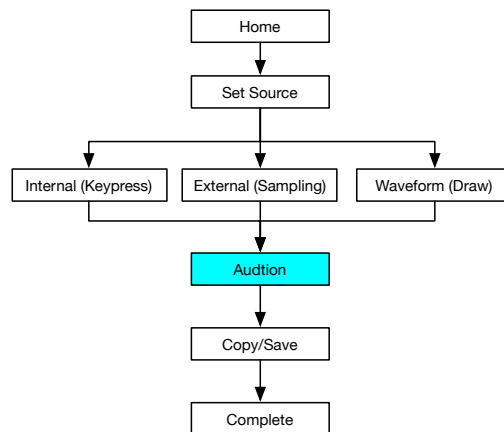 Home
Set Source
Internal (Keypress)
External (Sampling)
Waveform (Draw)
Audtion
Copy/Save
Complete